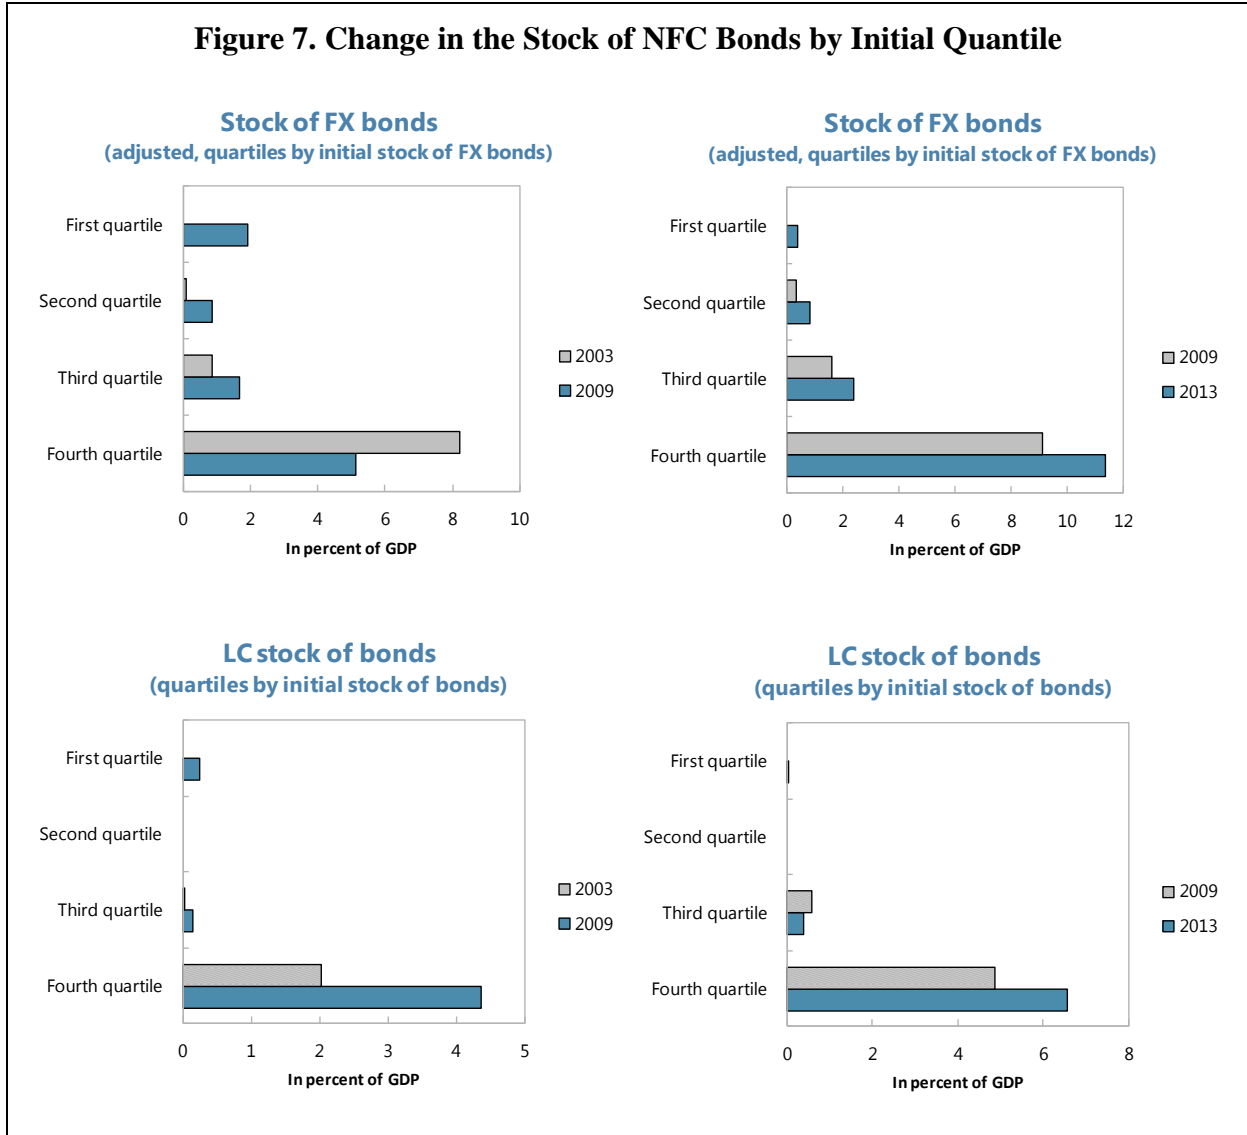 Figure 7. Change in the Stock of NFC Bonds by Initial Quantile
Stock of FX bonds
(adjusted, quartiles by initial stock of FX bonds)
First quartile
Second quartile
Third quartile
Fourth quartile
0 2 4 6 8 10
In percent of GDP
2003
2009
Stock of FX bonds
(adjusted, quartiles by initial stock of FX bonds)
First quartile
Second quartile
Third quartile
Fourth quartile
0 2 4 6 8 10 12
In percent of GDP
2009
2013
LC stock of bonds
(quartiles by initial stock of bonds)
First quartile
Second quartile
Third quartile
Fourth quartile
0 1 2 3 4 5
In percent of GDP
2003
2009
LC stock of bonds
(quartiles by initial stock of bonds)
First quartile
Second quartile
Third quartile
Fourth quartile
0 2 4 6 8
In percent of GDP
2009
2013